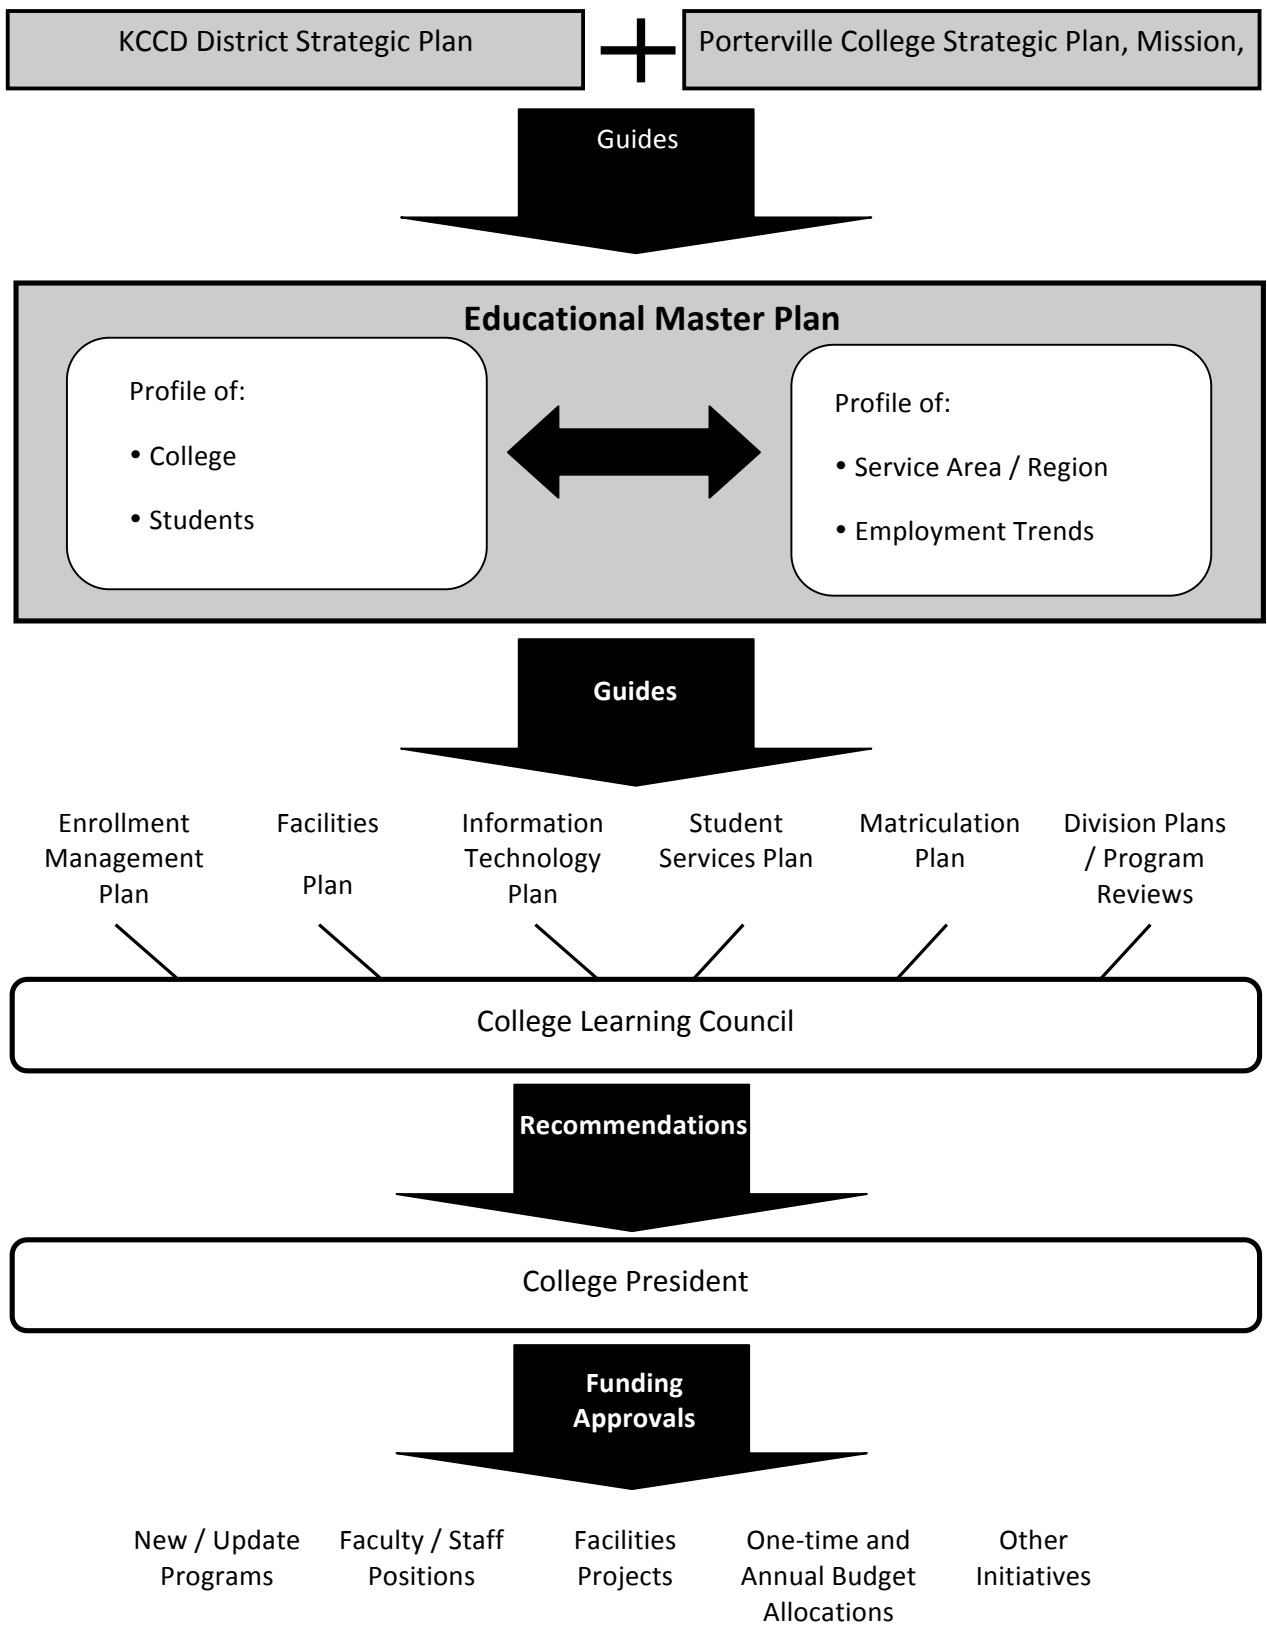 KCCD District Strategic Plan
Porterville College Strategic Plan, Mission,
Guides
Educational Master Plan
Profile of:
• College
• Students
Profile of:
• Service Area / Region
• Employment Trends
Guides
Enrollment
Management
Plan
Facilities
Plan
Information
Technology
Plan
Student
Services Plan
Matriculation
Plan
Division Plans
/ Program
Reviews
College Learning Council
Recommendations
College President
Funding
Approvals
New / Update
Programs
Faculty / Staff
Positions
Facilities
Projects
One-time and
Annual Budget
Allocations
Other
Initiatives